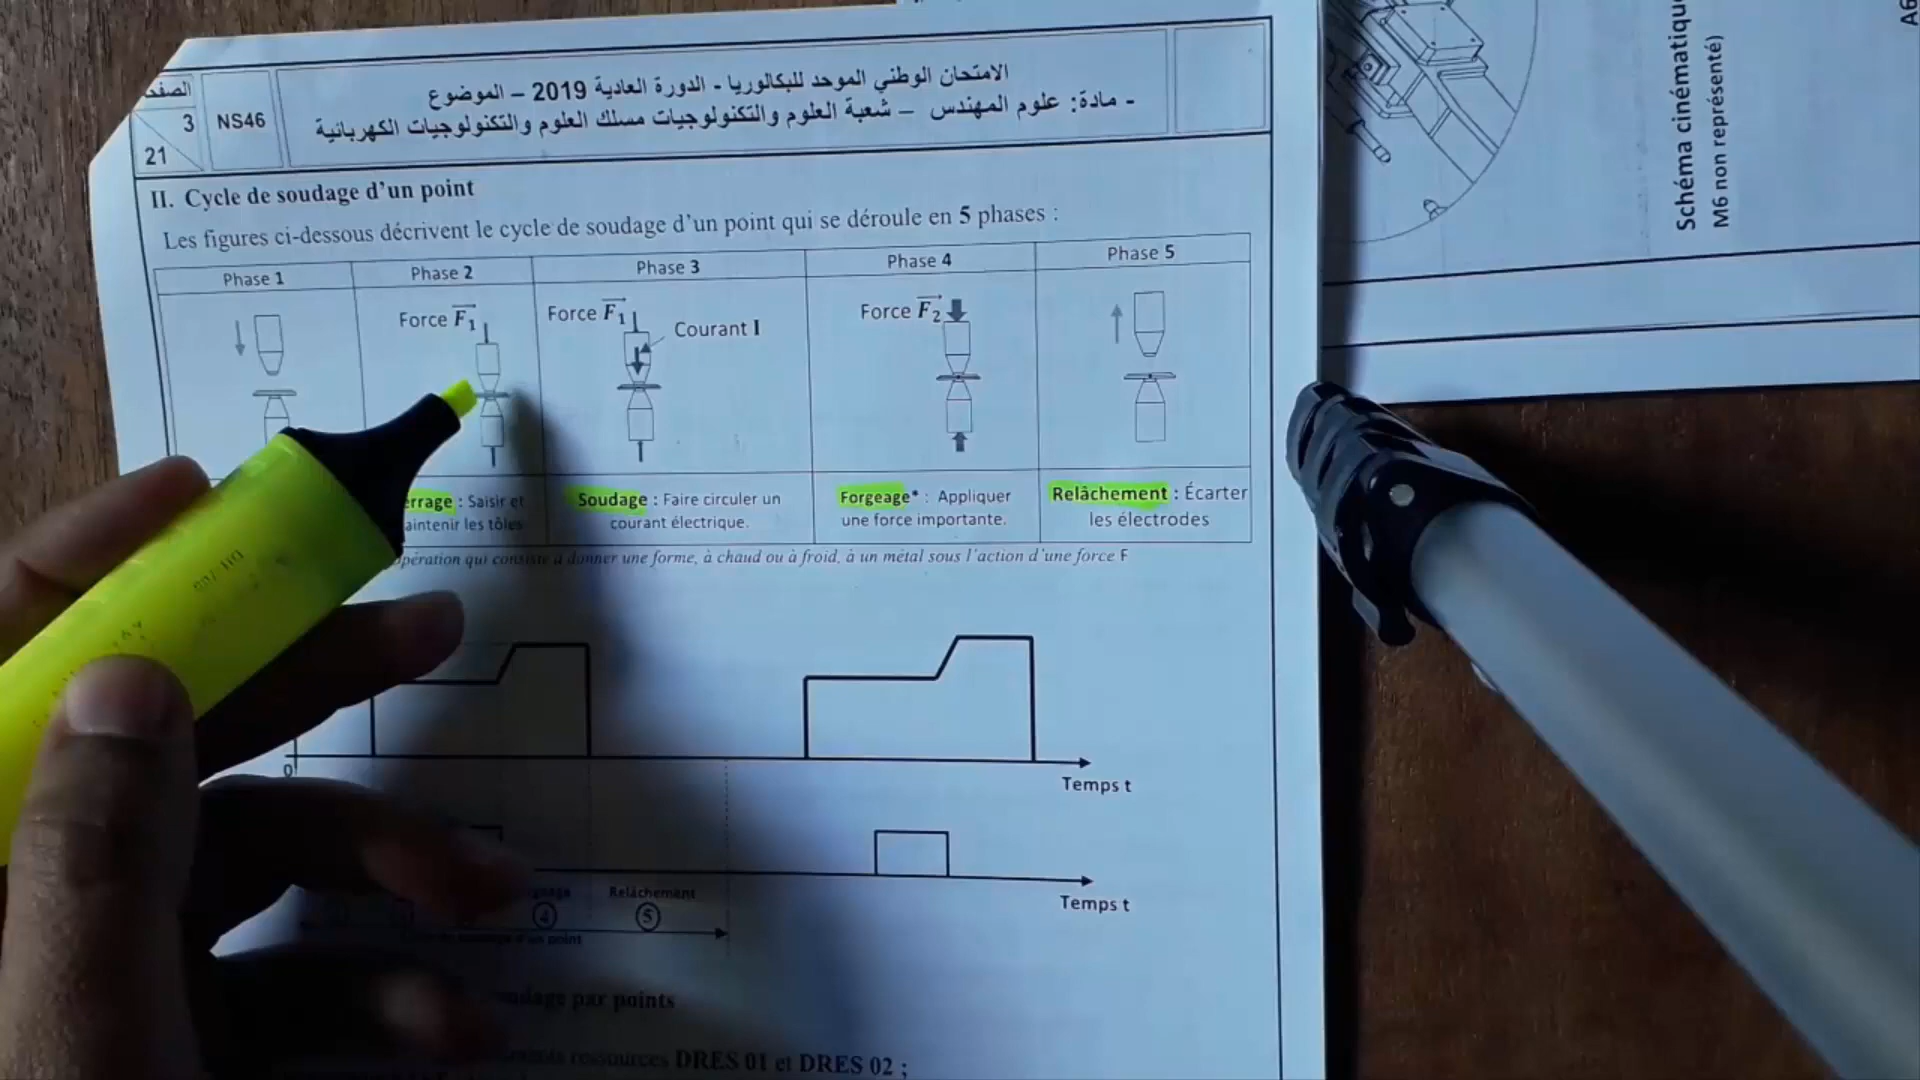 الامتحان الوطني الموحد للبكالوريا - الدورة العادية 2019 – الموضوع
- مادة: علوم المهندس – شعبة العلوم والتكنولوجيات مسلك العلوم والتكنولوجيات الكهربائية
NS46
3
21
II. Cycle de soudage d’un point
Les figures ci-dessous décrivent le cycle de soudage d’un point qui se déroule en 5 phases :
Phase 1
Phase 2
Phase 3
Phase 4
Phase 5
Force F1
Force F1
Courant I
Force F2
: Saisir et
les tôles
Soudage : Faire circuler un
courant électrique.
Forgeage* : Appliquer
une force importante.
Relâchement : Écarter
les électrodes
qui consiste à donner une forme, à chaud ou à froid, à un métal sous l’action d’une force F
0
Temps t
Temps t
Relâchement
4
5
d’un point
par points
ressources DRES 01 et DRES 02 ;
Schéma cinématique
M6 non représenté)